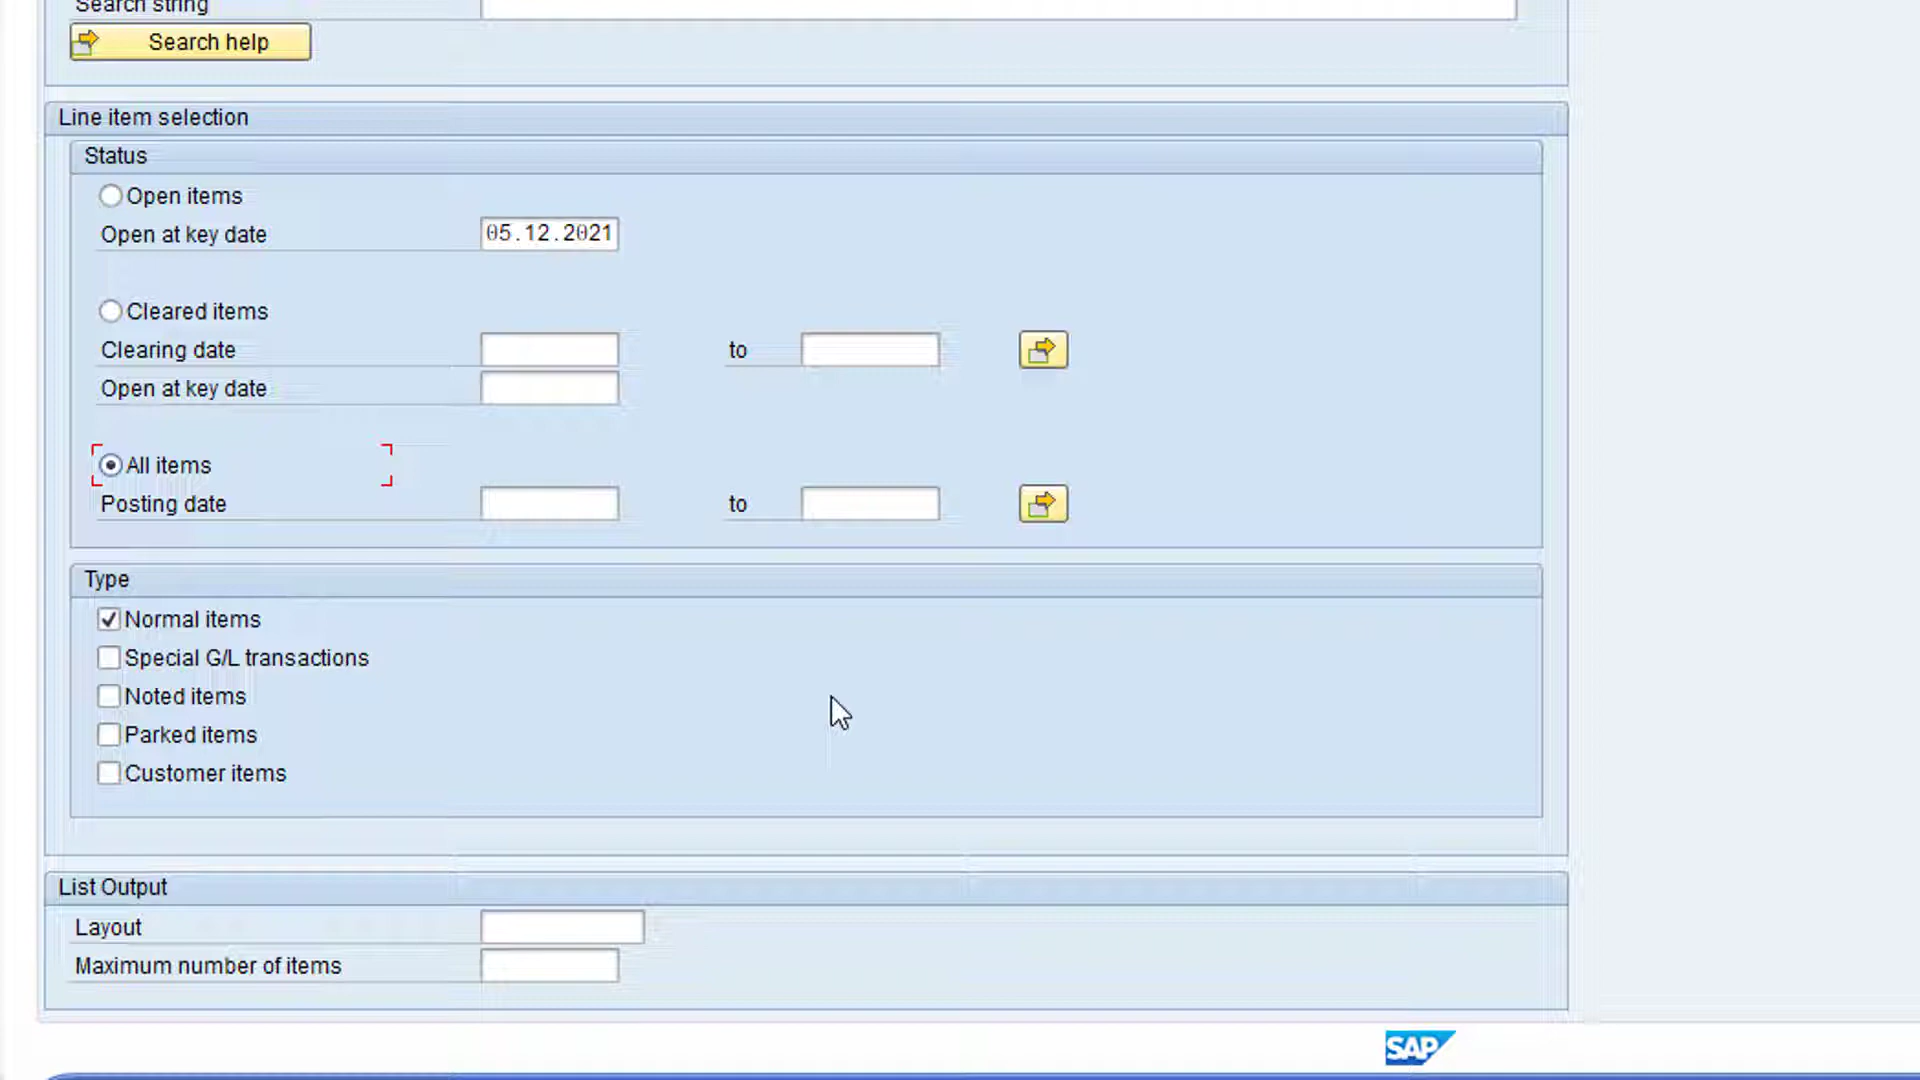 Search string
Search help
Line item selection
Status
Open items
Open at key date 05.12.2021
Cleared items
Clearing date to
Open at key date
All items
Posting date to
Type
Normal items
Special G/L transactions
Noted items
Parked items
Customer items
List Output
Layout
Maximum number of items
SAP